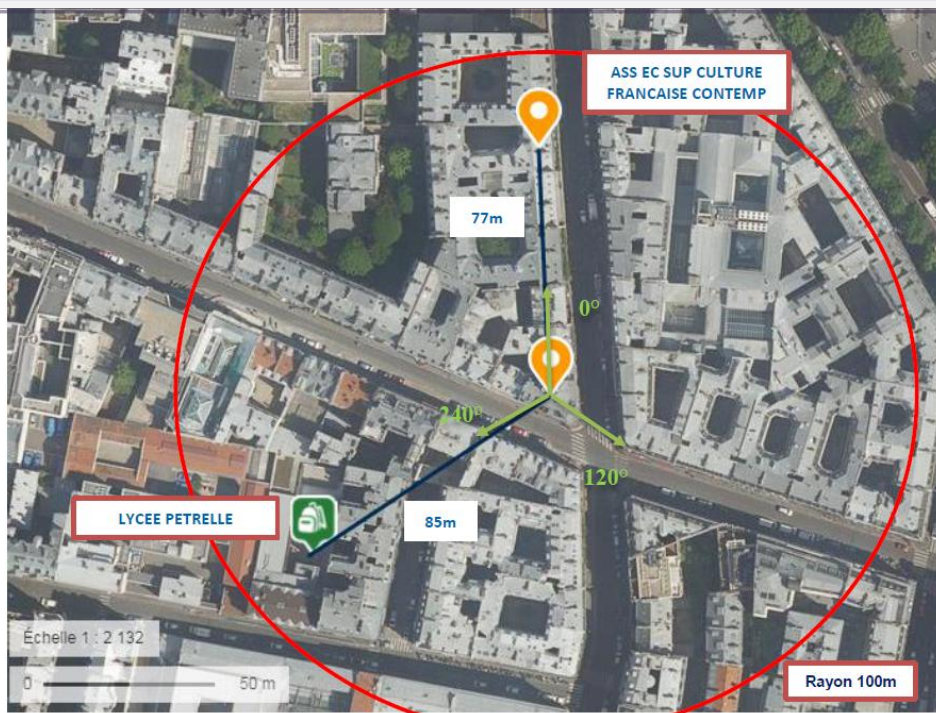 ASS EC SUP CULTURE
FRANCAISE CONTEMP
77m
0°
240°
120°
LYCEE PETRELLE
85m
Échelle 1 : 2 132
0 50 m
Rayon 100m